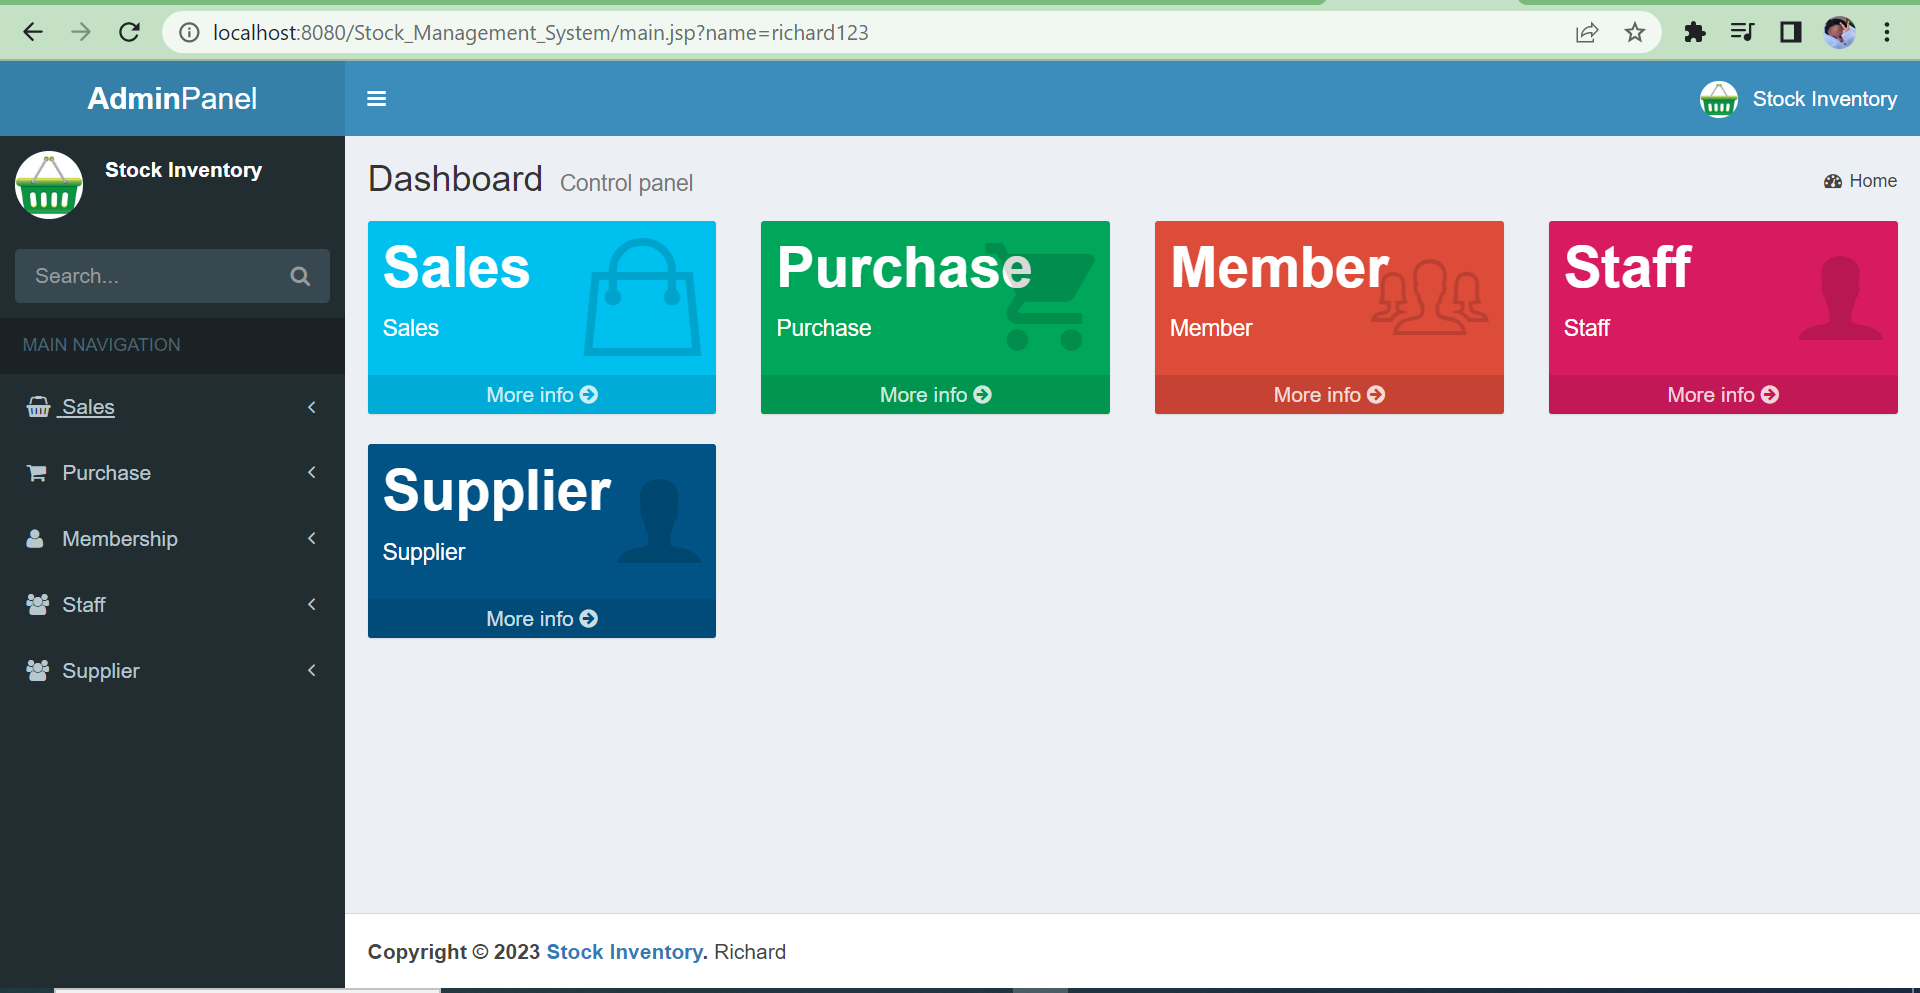 localhost:8080/Stock_Management_System/main.jsp?name=richard123
AdminPanel
Stock Inventory
Stock Inventory
Search...
MAIN NAVIGATION
Sales
Purchase
Membership
Staff
Supplier
Dashboard Control panel
Home
Sales
Sales
More info
Purchase
Purchase
More info
Member
Member
More info
Staff
Staff
More info
Supplier
Supplier
More info
Copyright © 2023 Stock Inventory. Richard